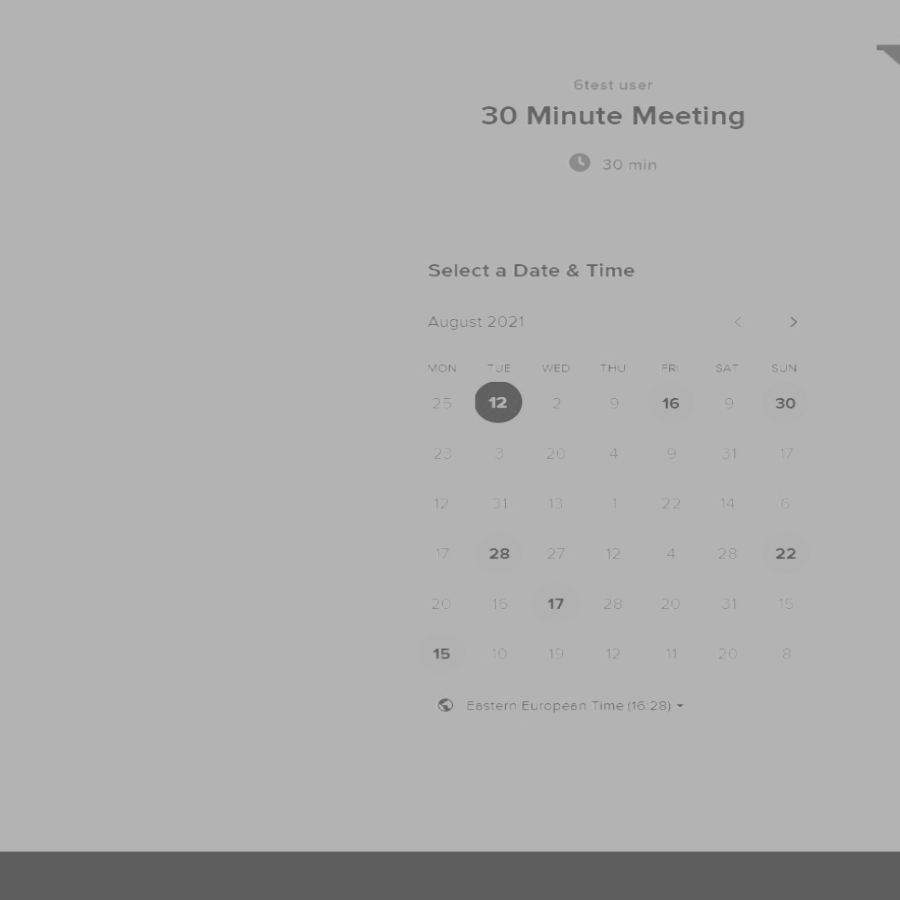 6test user
30 Minute Meeting
30 min
Select a Date & Time
August 2021
MON TUE WED THU FRI SAT SUN
25 12 2 9 16 9 30
23 3 20 4 9 31 17
12 31 13 1 22 14 6
17 28 27 12 4 28 22
20 16 17 28 20 31 15
15 10 19 12 11 20 8
Eastern European Time (16:28)